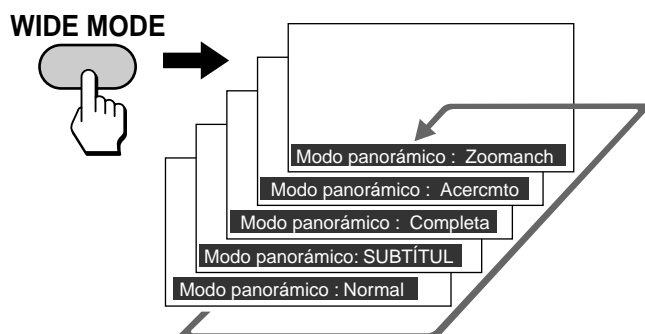 WIDE MODE
Modo panorámico : Zoomanch
Modo panorámico : Acercmto
Modo panorámico : Completa
Modo panorámico: SUBTÍTUL
Modo panorámico : Normal